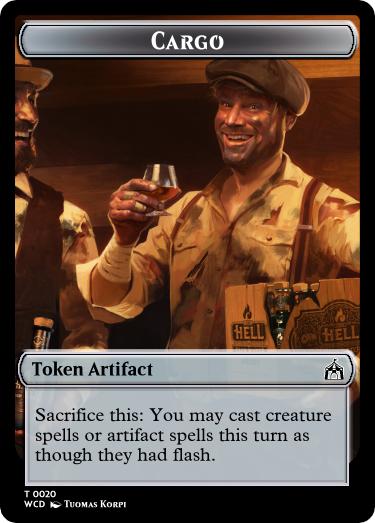 Cargo
HELL
HELL
Token Artifact
Sacrifice this: You may cast creature
spells or artifact spells this turn as
though they had flash.
T 0020
WCD Tuomas Korpi